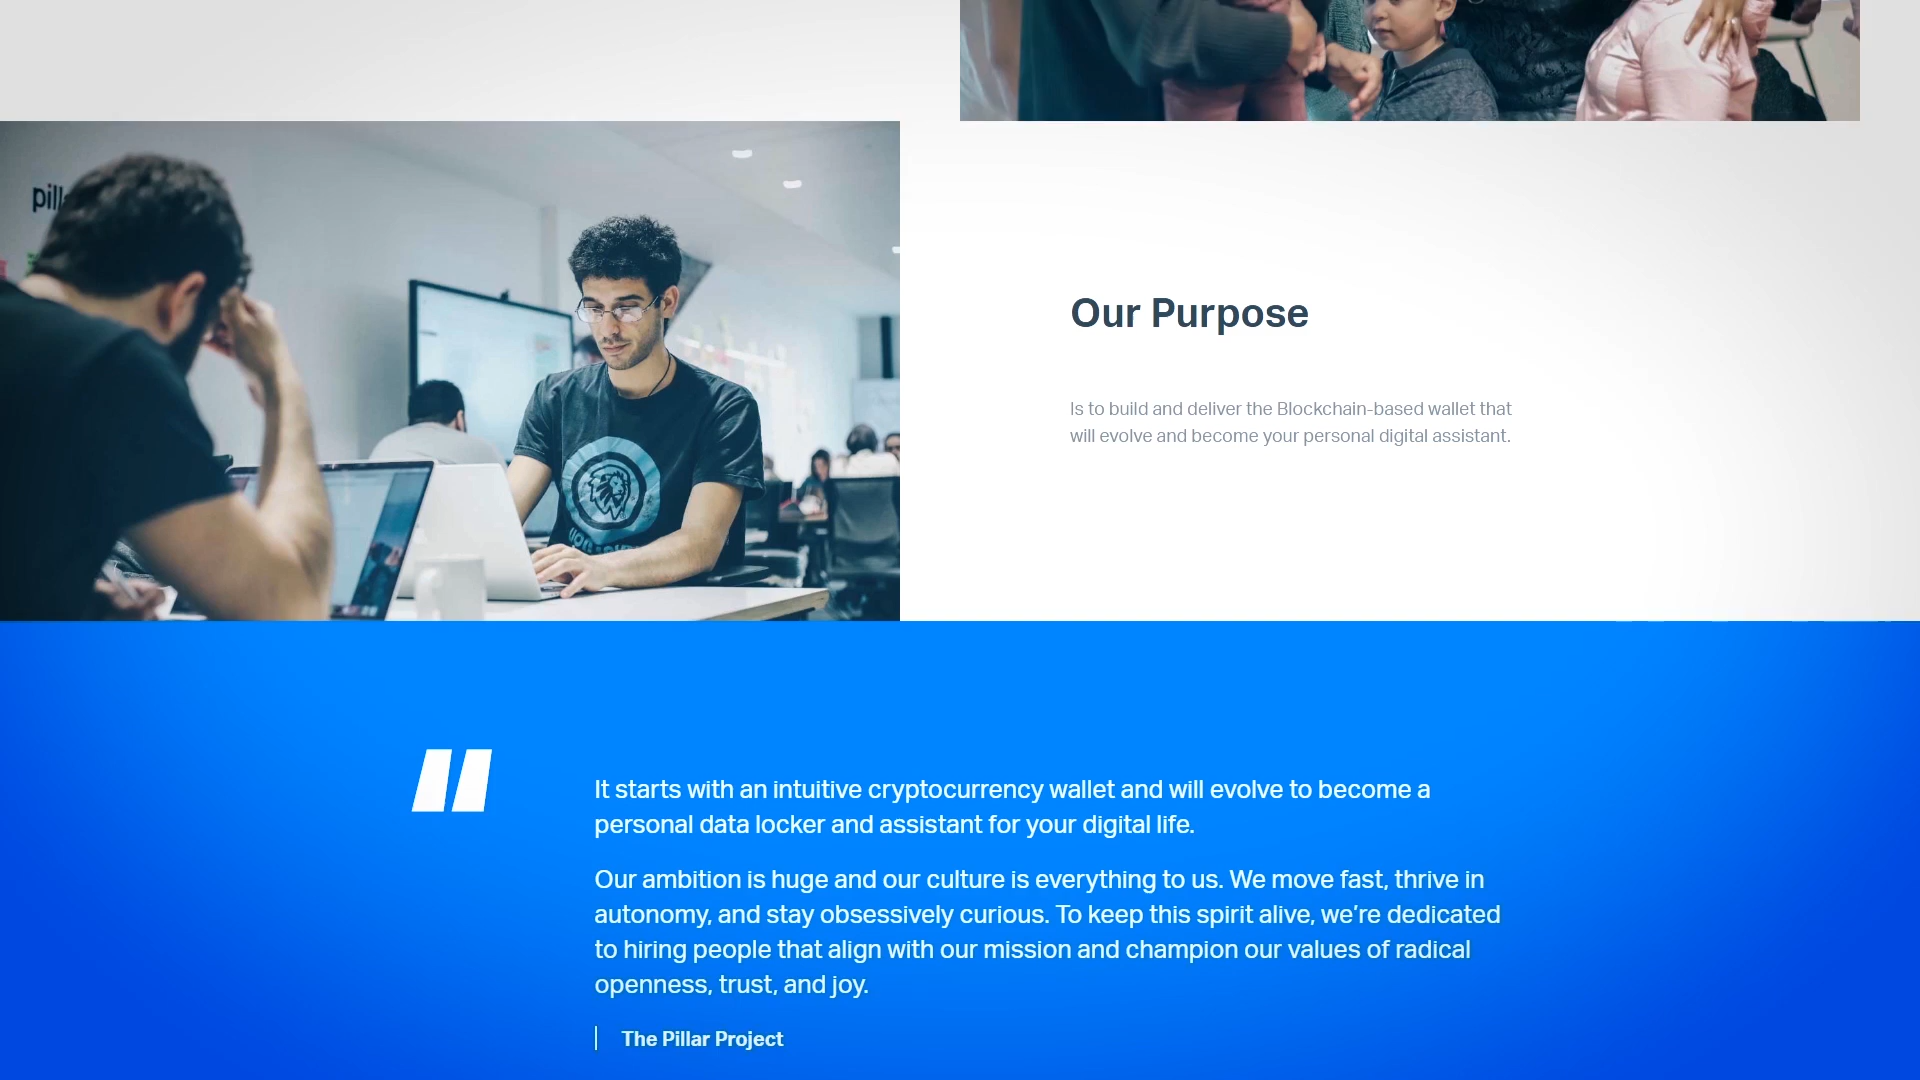 pill
Our Purpose
Is to build and deliver the Blockchain-based wallet that
will evolve and become your personal digital assistant.
It starts with an intuitive cryptocurrency wallet and will evolve to become a
personal data locker and assistant for your digital life.
Our ambition is huge and our culture is everything to us. We move fast, thrive in
autonomy, and stay obsessively curious. To keep this spirit alive, we’re dedicated
to hiring people that align with our mission and champion our values of radical
openness, trust, and joy.
The Pillar Project